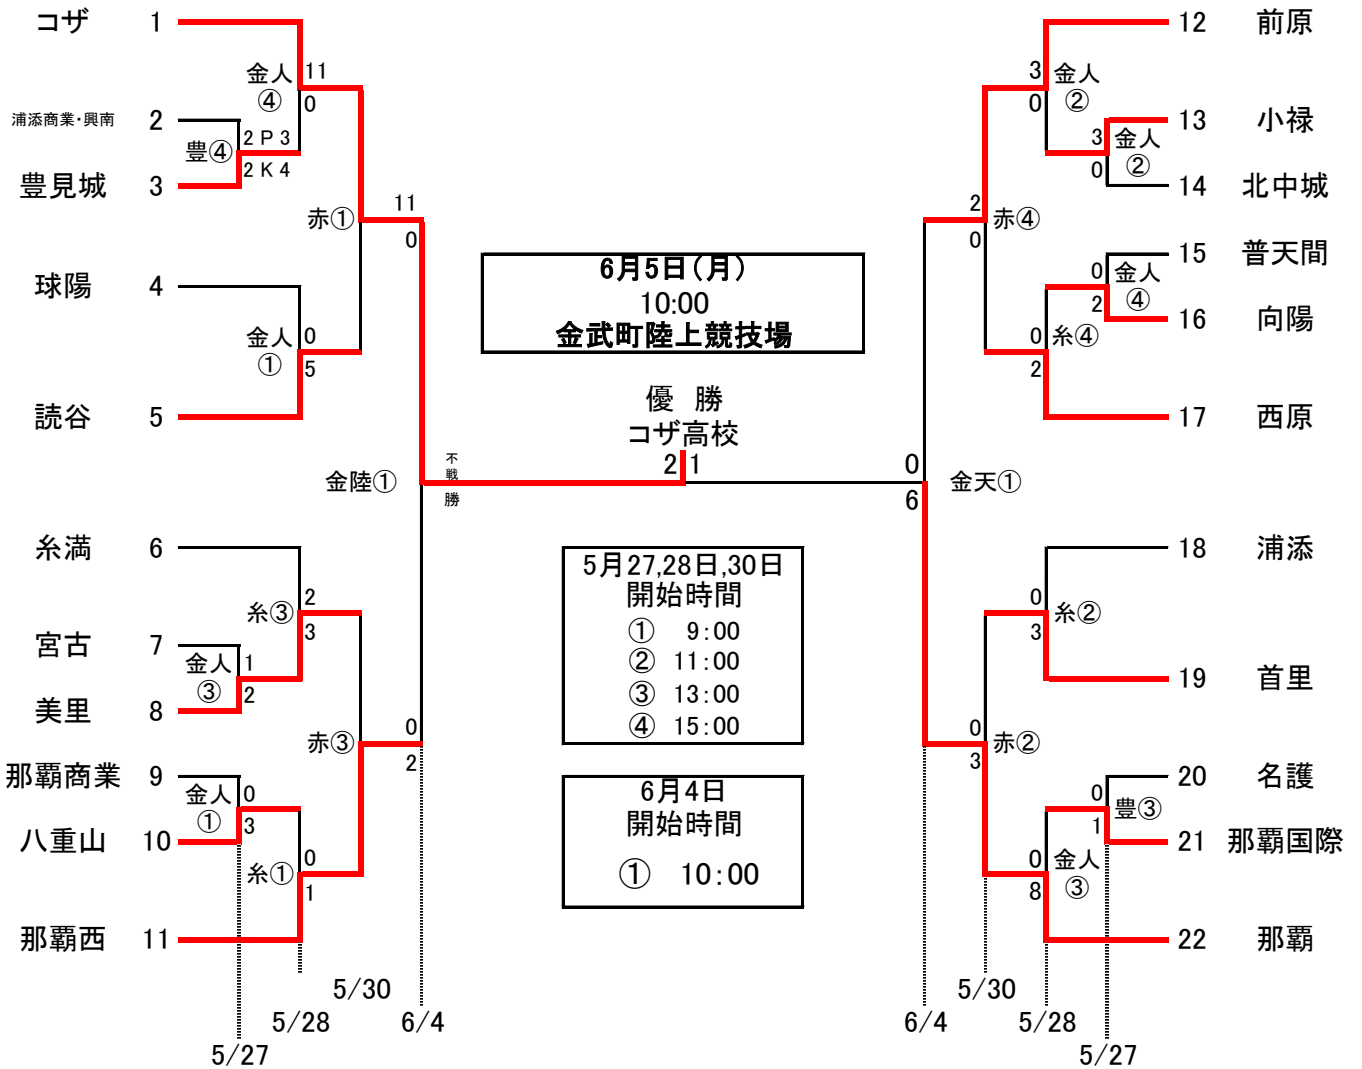 コザ 1
金人 11
④ 0
浦添商業・興南 2
豊④ 2 P 3
2 K 4
豊見城 3
赤① 11
0
球陽 4
金人 0
① 5
読谷 5
金陸① 不戦勝
糸満 6
糸③ 2
3
宮古 7
金人 1
③ 2
美里 8
赤③ 0
2
那覇商業 9
金人 0
① 3
八重山 10
糸① 0
1
那覇西 11
5/27
5/28
5/30
6/4
6月5日(月)
10:00
金武町陸上競技場
優 勝
コザ高校
2 1
5月27,28日,30日
開始時間
① 9:00
② 11:00
③ 13:00
④ 15:00
6月4日
開始時間
① 10:00
12 前原
3 金人
0 ②
13 小禄
3 金人
0 ②
14 北中城
2 赤④
0
15 普天間
0 金人
2 ④
16 向陽
0 糸④
2
17 西原
0 金天①
6
18 浦添
0 糸②
3
19 首里
0 赤②
3
20 名護
0 豊③
1
21 那覇国際
0 金人
8 ③
22 那覇
6/4
5/30
5/28
5/27